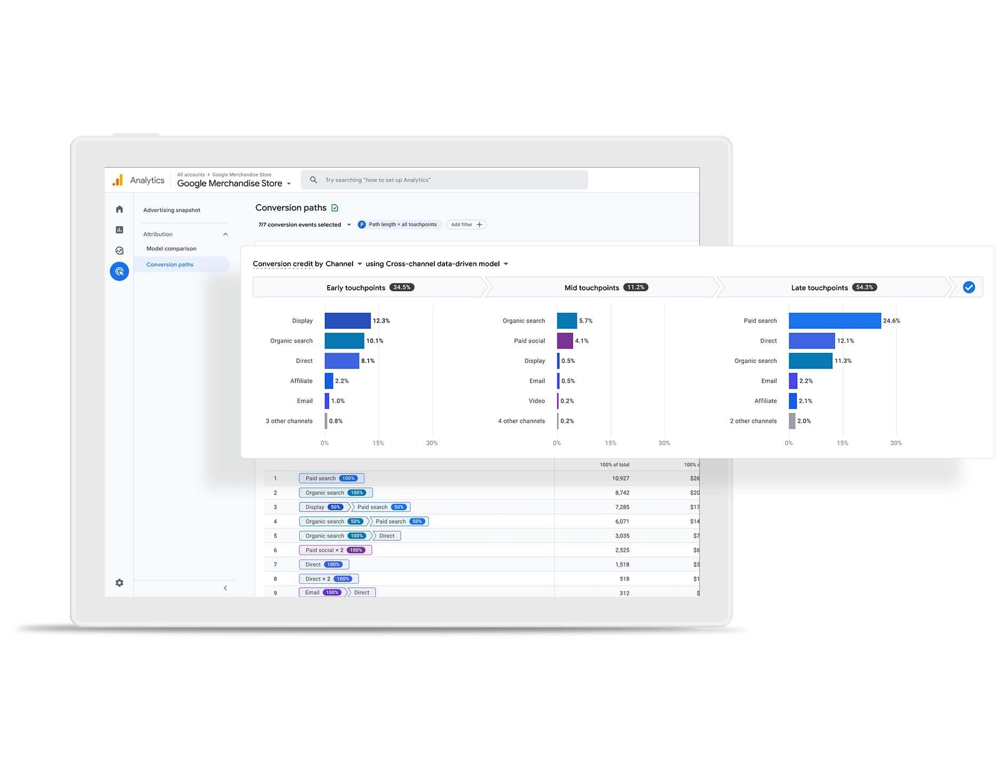 Analytics
All accounts > Google Merchandise Store
Google Merchandise Store
Try searching “how to set up Analytics”
Advertising snapshot
Attribution
Model comparison
Conversion paths
Conversion paths
7/7 conversion events selected
P Path length = all touchpoints
Add filter +
Conversion credit by Channel using Cross-channel data-driven model
Early touchpoints 34.5%
Display 12.3%
Organic search 10.1%
Direct 8.1%
Affiliate 2.2%
Email 1.0%
3 other channels 0.8%
0% 15% 30%
Mid touchpoints 11.2%
Organic search 5.7%
Paid social 4.1%
Display 0.5%
Email 0.5%
Video 0.2%
4 other channels 0.2%
0% 15% 30%
Late touchpoints 54.3%
Paid search 24.6%
Direct 12.1%
Organic search 11.3%
Email 2.2%
Affiliate 2.1%
2 other channels 2.0%
0% 15% 30%
100% of total 100%
1 Paid search 100% 10,927 $26
2 Organic search 100% 8,742 $20
3 Display 50% Paid search 50% 7,285 $17
4 Organic search 50% Paid search 50% 6,071 $14
5 Organic search 100% Direct 3,035 $7
6 Paid social × 2 100% 2,525 $6
7 Direct 100% 1,518 $3
8 Direct × 2 100% 518 $1
9 Email 100% Direct 312 $